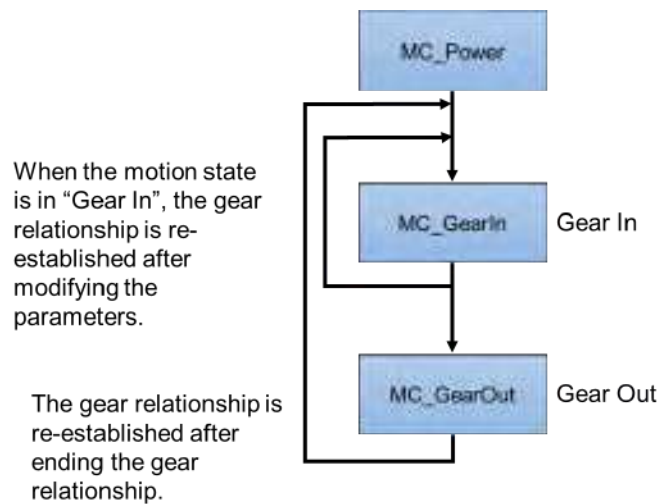 MC_Power
When the motion state
is in “Gear In”, the gear
relationship is re-
established after
modifying the
parameters.
MC_GearIn
Gear In
MC_GearOut
Gear Out
The gear relationship is
re-established after
ending the gear
relationship.